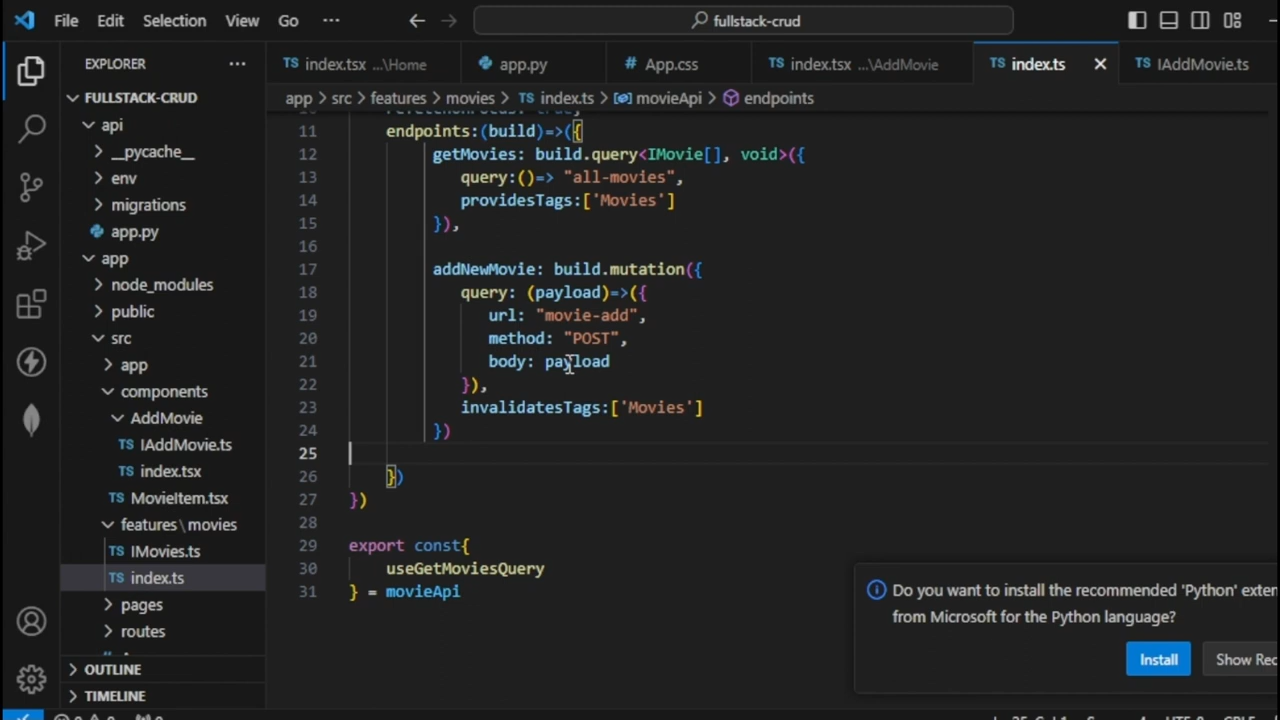 File Edit Selection View Go ··· fullstack-crud
EXPLORER ···
FULLSTACK-CRUD
api
__pycache__
env
migrations
app.py
app
node_modules
public
src
app
components
AddMovie
TS IAddMovie.ts
TS index.tsx
TS MovieItem.tsx
features\movies
TS IMovies.ts
TS index.ts
pages
routes
OUTLINE
TIMELINE
TS index.tsx ...\Home app.py # App.css TS index.tsx ...\AddMovie TS index.ts TS IAddMovie.ts
app > src > features > movies > TS index.ts > movieApi > endpoints
11 endpoints:(build)=>({
12 getMovies: build.query<IMovie[], void>({
13 query:()=> "all-movies",
14 providesTags:['Movies']
15 }),
16
17 addNewMovie: build.mutation({
18 query: (payload)=>({
19 url: "movie-add",
20 method: "POST",
21 body: payload
22 }),
23 invalidatesTags:['Movies']
24 })
25
26 })
27 })
28
29 export const{
30 useGetMoviesQuery
31 } = movieApi
Do you want to install the recommended 'Python' exten
from Microsoft for the Python language?
Install Show Rec